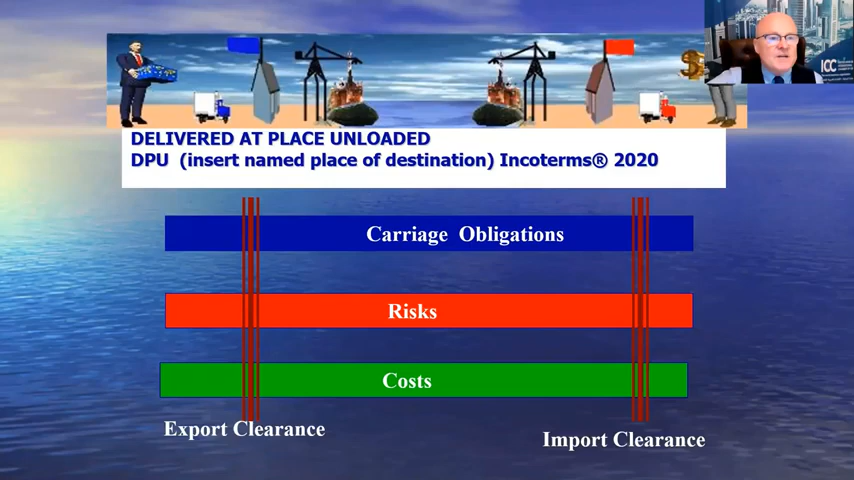 ICC
DELIVERED AT PLACE UNLOADED
DPU (insert named place of destination) Incoterms® 2020
Carriage Obligations
Risks
Costs
Export Clearance
Import Clearance